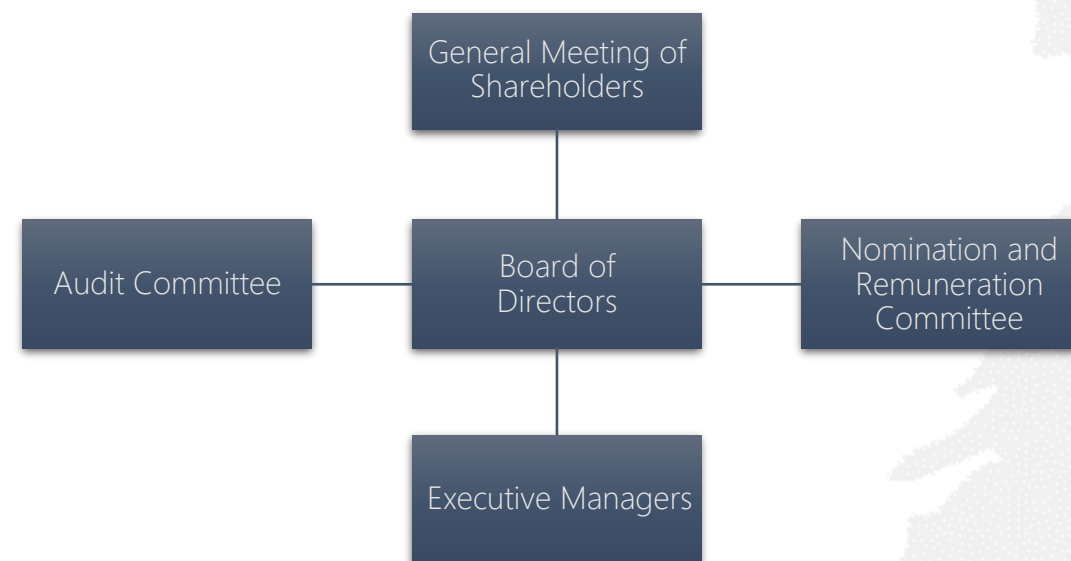 General Meeting of
Shareholders
Audit Committee
Board of
Directors
Nomination and
Remuneration
Committee
Executive Managers